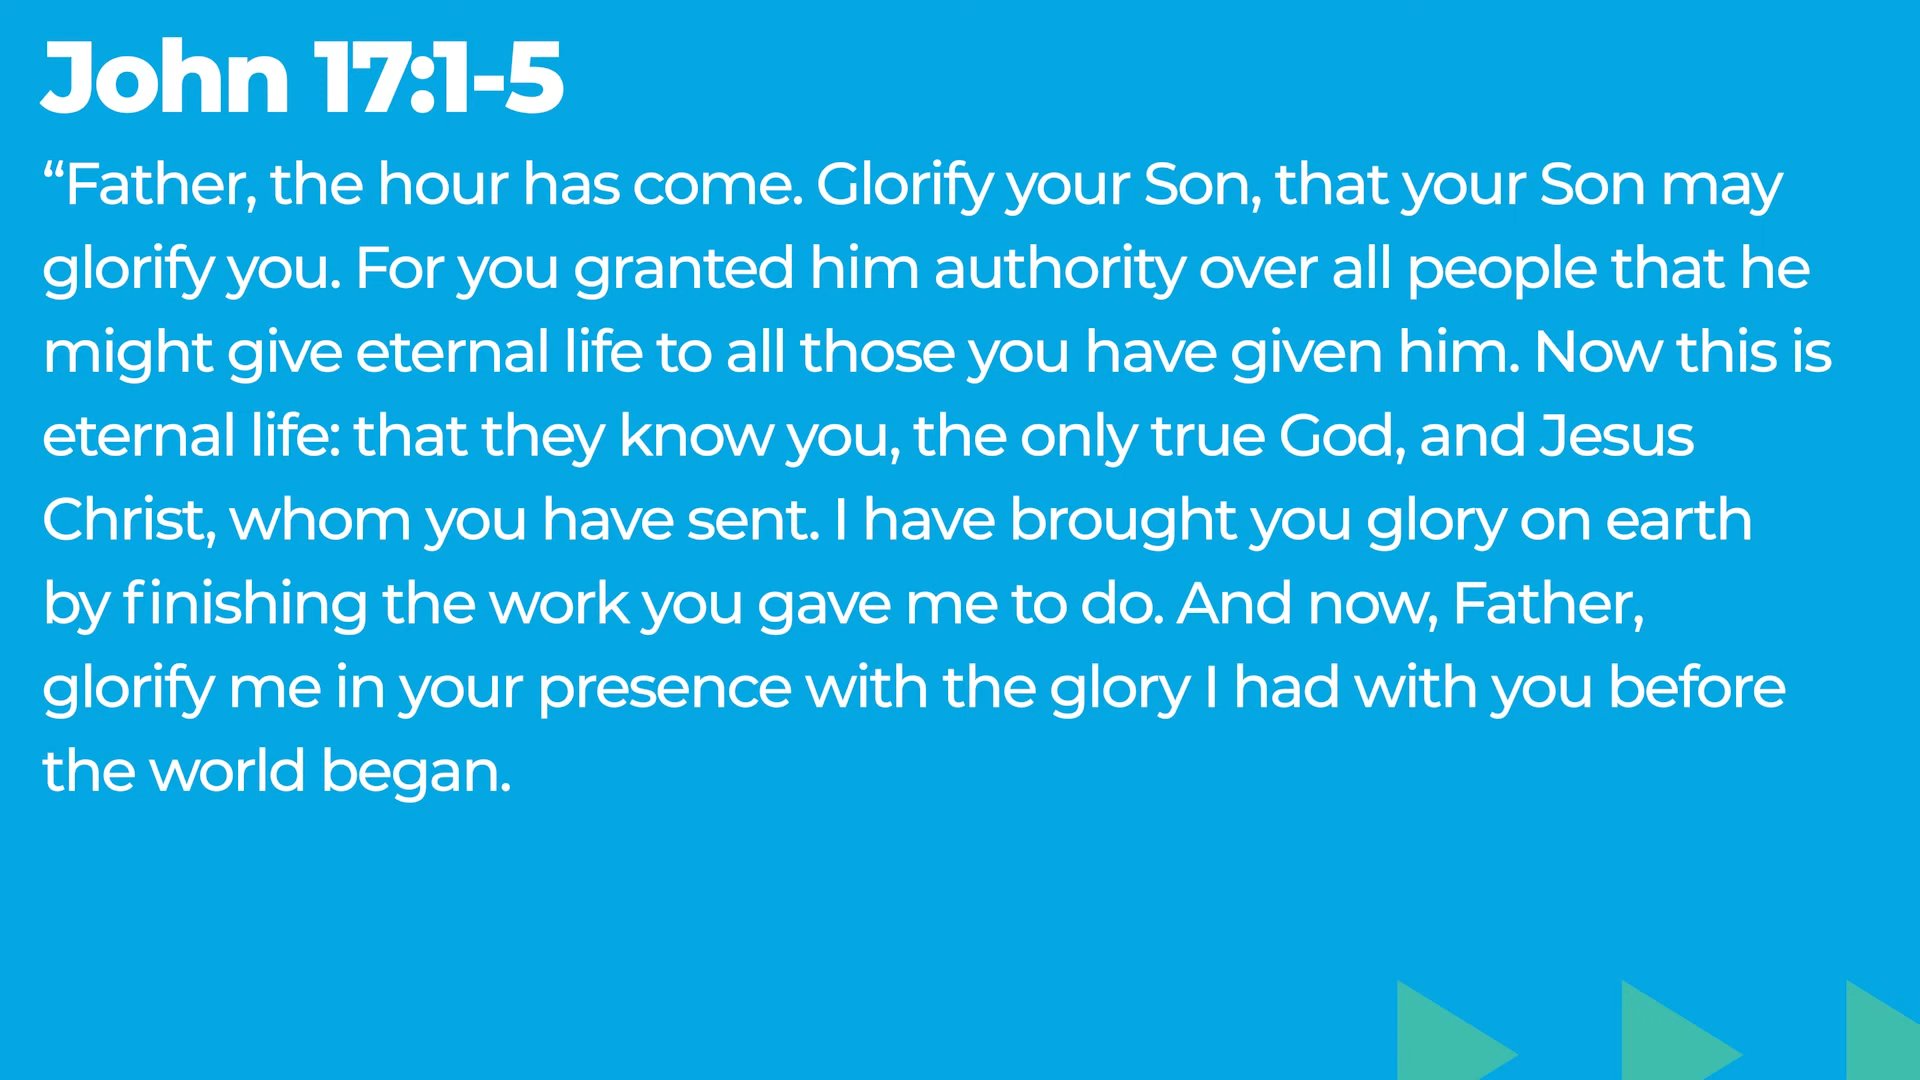 John 17:1-5
“Father, the hour has come. Glorify your Son, that your Son may
glorify you. For you granted him authority over all people that he
might give eternal life to all those you have given him. Now this is
eternal life: that they know you, the only true God, and Jesus
Christ, whom you have sent. I have brought you glory on earth
by finishing the work you gave me to do. And now, Father,
glorify me in your presence with the glory I had with you before
the world began.